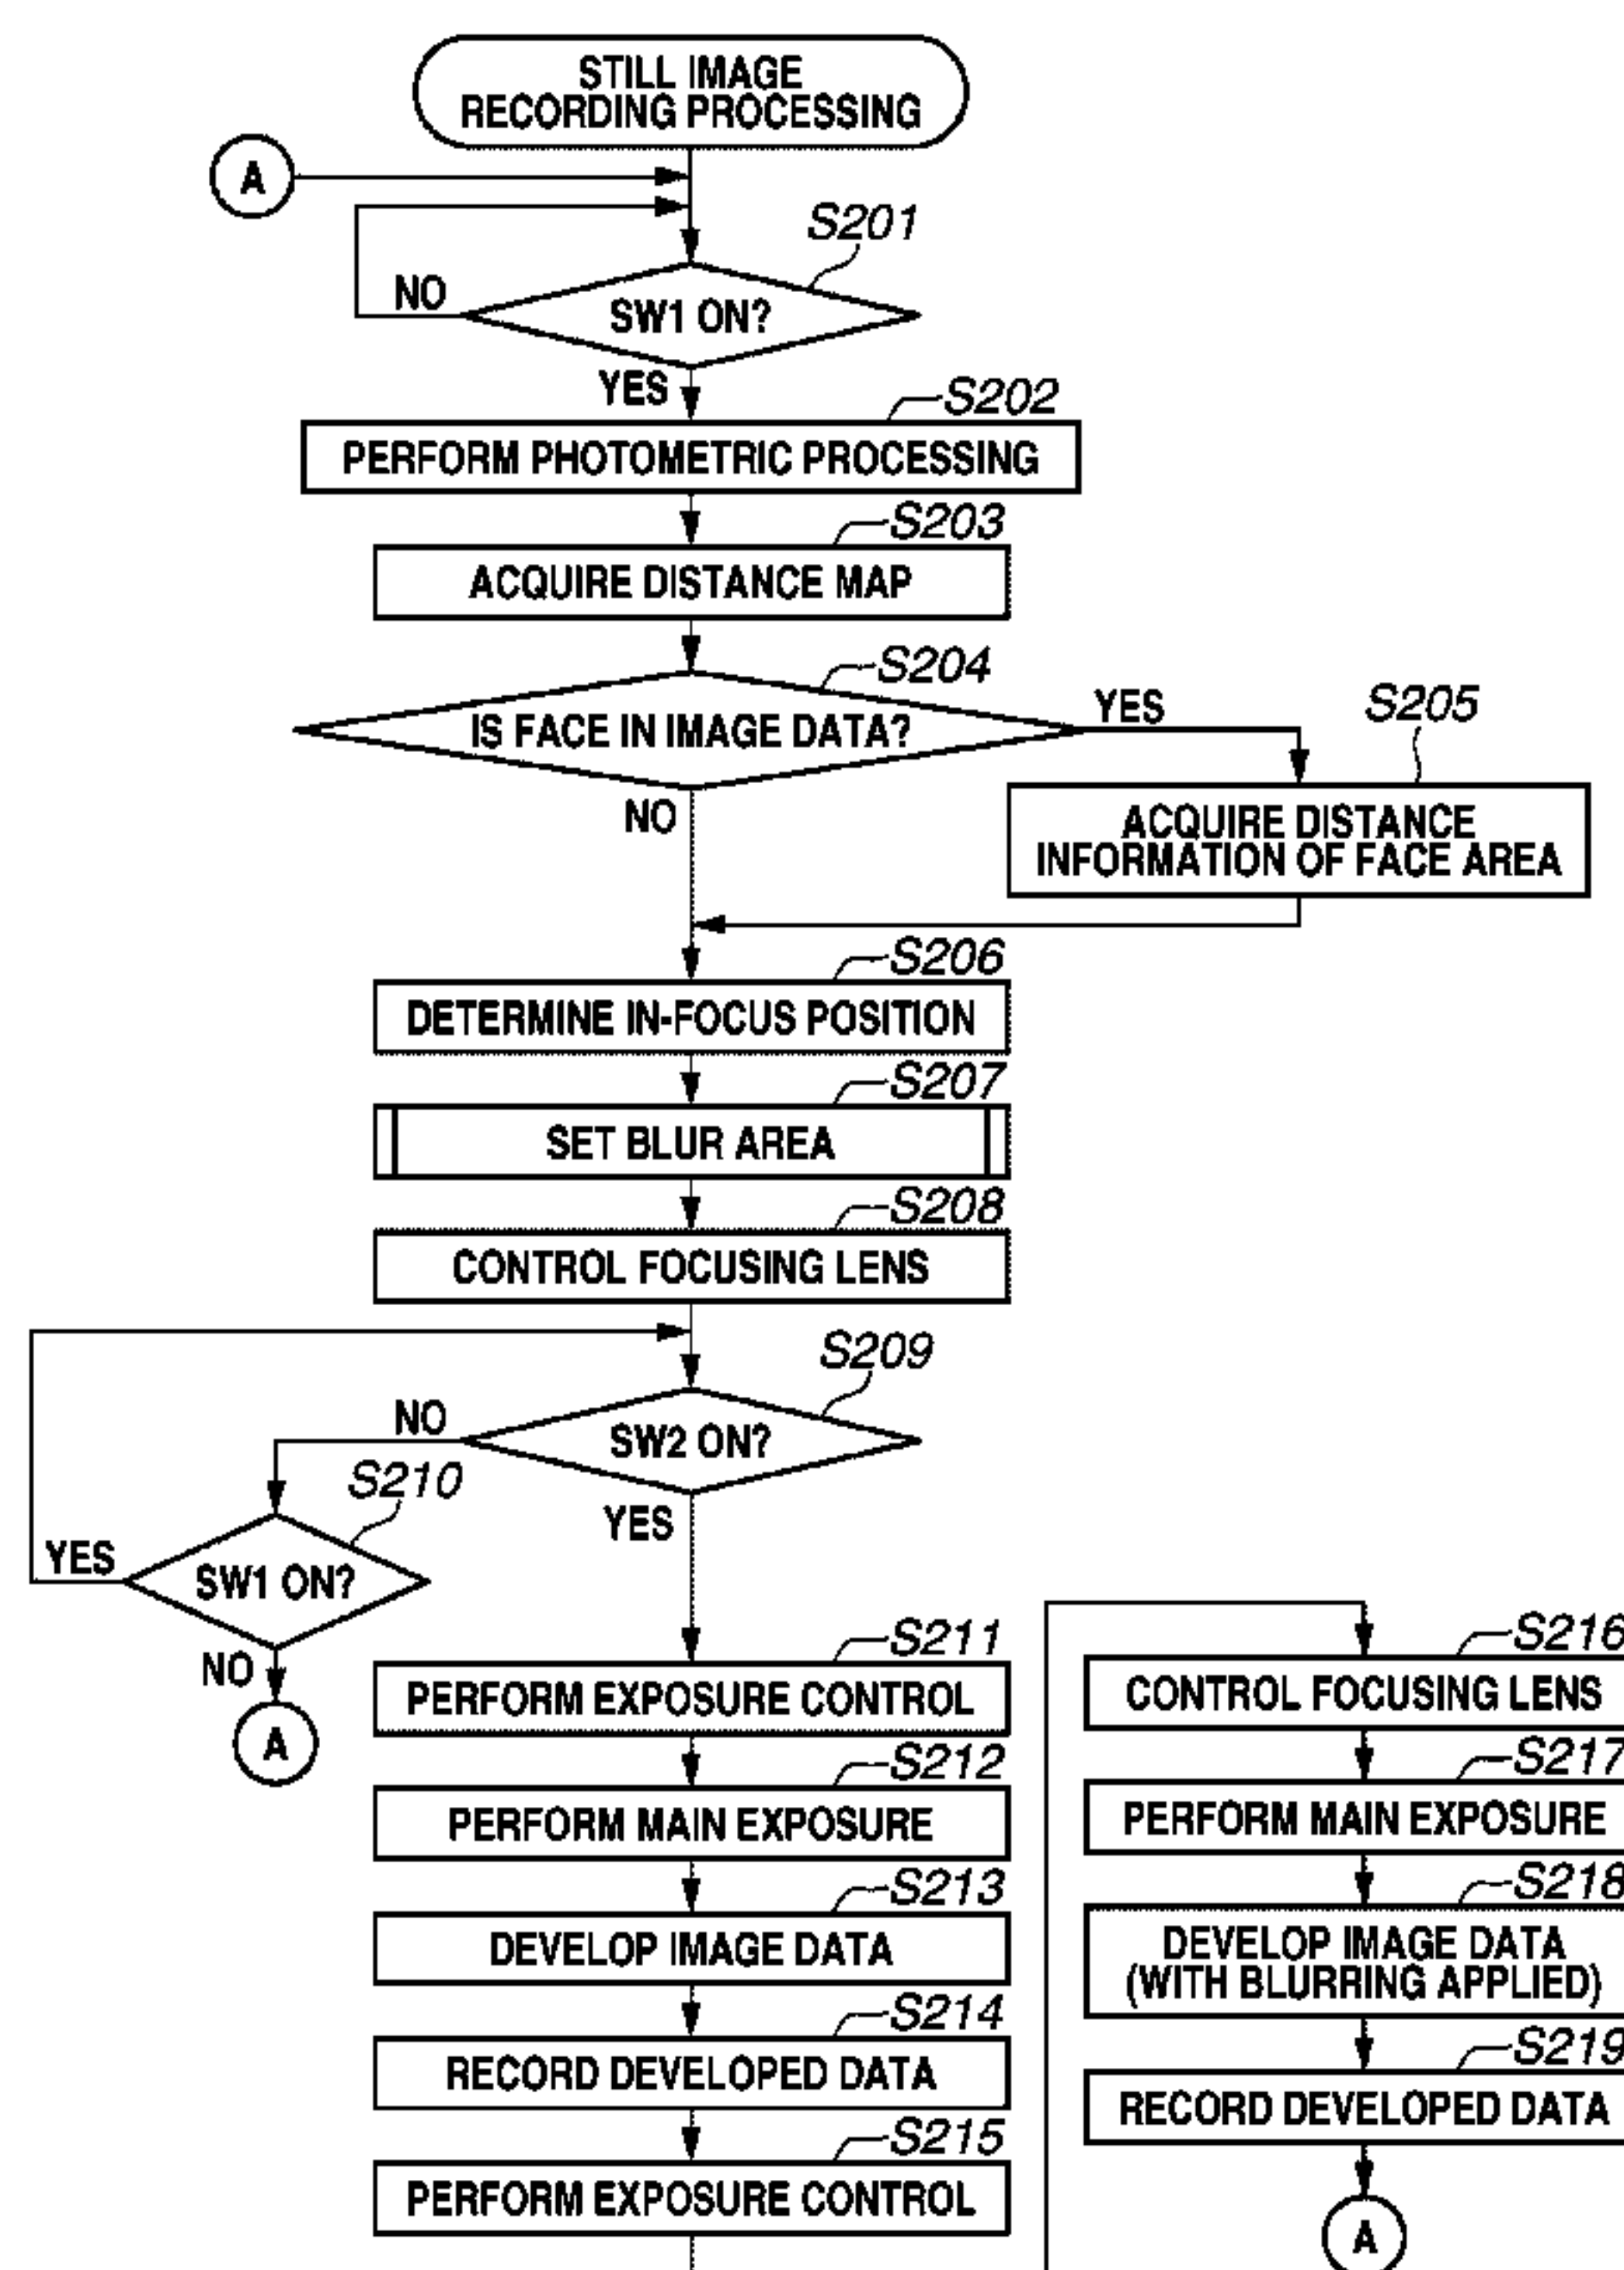 STILL IMAGE
RECORDING PROCESSING
A
S201
NO
SW1 ON?
YES
S202
PERFORM PHOTOMETRIC PROCESSING
S203
ACQUIRE DISTANCE MAP
S204
IS FACE IN IMAGE DATA?
YES
S205
NO
ACQUIRE DISTANCE
INFORMATION OF FACE AREA
S206
DETERMINE IN-FOCUS POSITION
S207
SET BLUR AREA
S208
CONTROL FOCUSING LENS
S209
NO
SW2 ON?
S210
YES
YES
SW1 ON?
NO
A
S211
PERFORM EXPOSURE CONTROL
S212
PERFORM MAIN EXPOSURE
S213
DEVELOP IMAGE DATA
S214
RECORD DEVELOPED DATA
S215
PERFORM EXPOSURE CONTROL
S216
CONTROL FOCUSING LENS
S217
PERFORM MAIN EXPOSURE
S218
DEVELOP IMAGE DATA
(WITH BLURRING APPLIED)
S219
RECORD DEVELOPED DATA
A